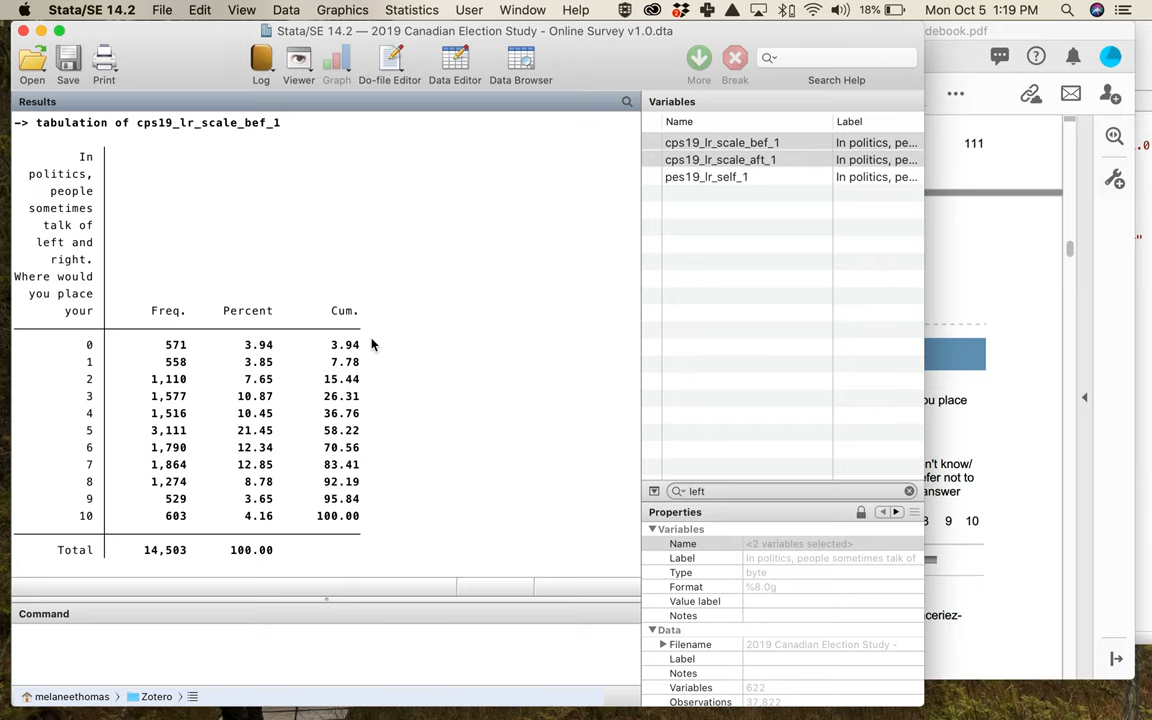 Stata/SE 14.2 File Edit View Data Graphics Statistics User Window Help 18% Mon Oct 5 1:19 PM
Stata/SE 14.2 — 2019 Canadian Election Study - Online Survey v1.0.dta
debook.pdf
Open Save Print Log Viewer Graph Do-file Editor Data Editor Data Browser More Break Search Help
Results
-> tabulation of cps19_lr_scale_bef_1
In
politics,
people
sometimes
talk of
left and
right.
Where would
you place
your Freq. Percent Cum.
0 571 3.94 3.94
1 558 3.85 7.78
2 1,110 7.65 15.44
3 1,577 10.87 26.31
4 1,516 10.45 36.76
5 3,111 21.45 58.22
6 1,790 12.34 70.56
7 1,864 12.85 83.41
8 1,274 8.78 92.19
9 529 3.65 95.84
10 603 4.16 100.00
Total 14,503 100.00
Command
melaneethomas Zotero
Variables
Name Label
cps19_lr_scale_bef_1 In politics, pe...
cps19_lr_scale_aft_1 In politics, pe...
pes19_lr_self_1 In politics, pe...
left
Properties
Variables
Name <2 variables selected>
Label In politics, people sometimes talk of
Type byte
Format %8.0g
Value label
Notes
Data
Filename 2019 Canadian Election Study -
Label
Notes
Variables 622
Observations 37,822
111
.0
"
ou place
n't know/
efer not to
answer
8 9 10
ceriez-